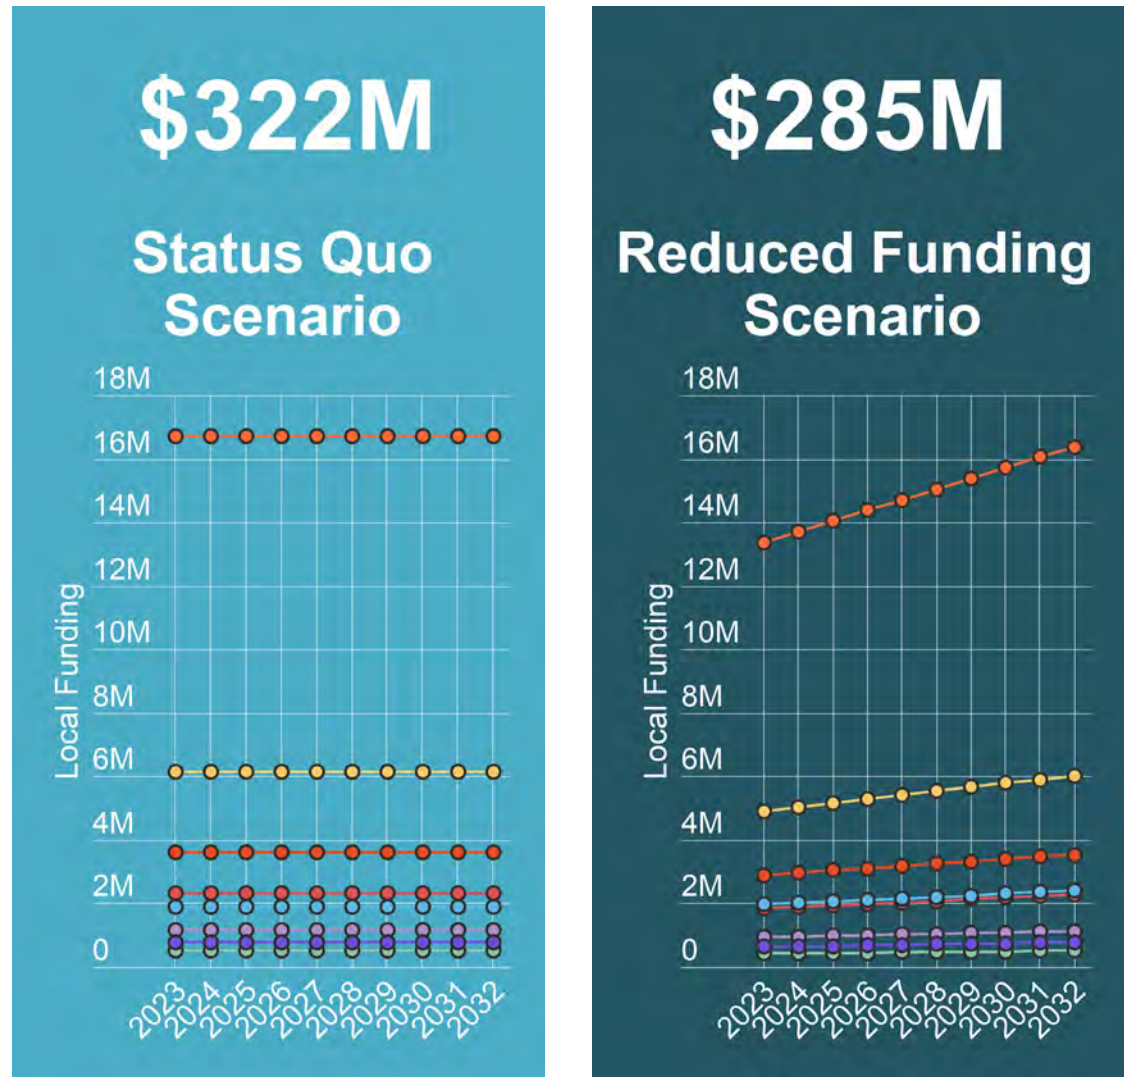 $322M
Status Quo
Scenario
18M
16M
14M
12M
10M
8M
6M
4M
2M
0
Local Funding
2023
2024
2025
2026
2027
2028
2029
2030
2031
2032
$285M
Reduced Funding
Scenario
18M
16M
14M
12M
10M
8M
6M
4M
2M
0
Local Funding
2023
2024
2025
2026
2027
2028
2029
2030
2031
2032